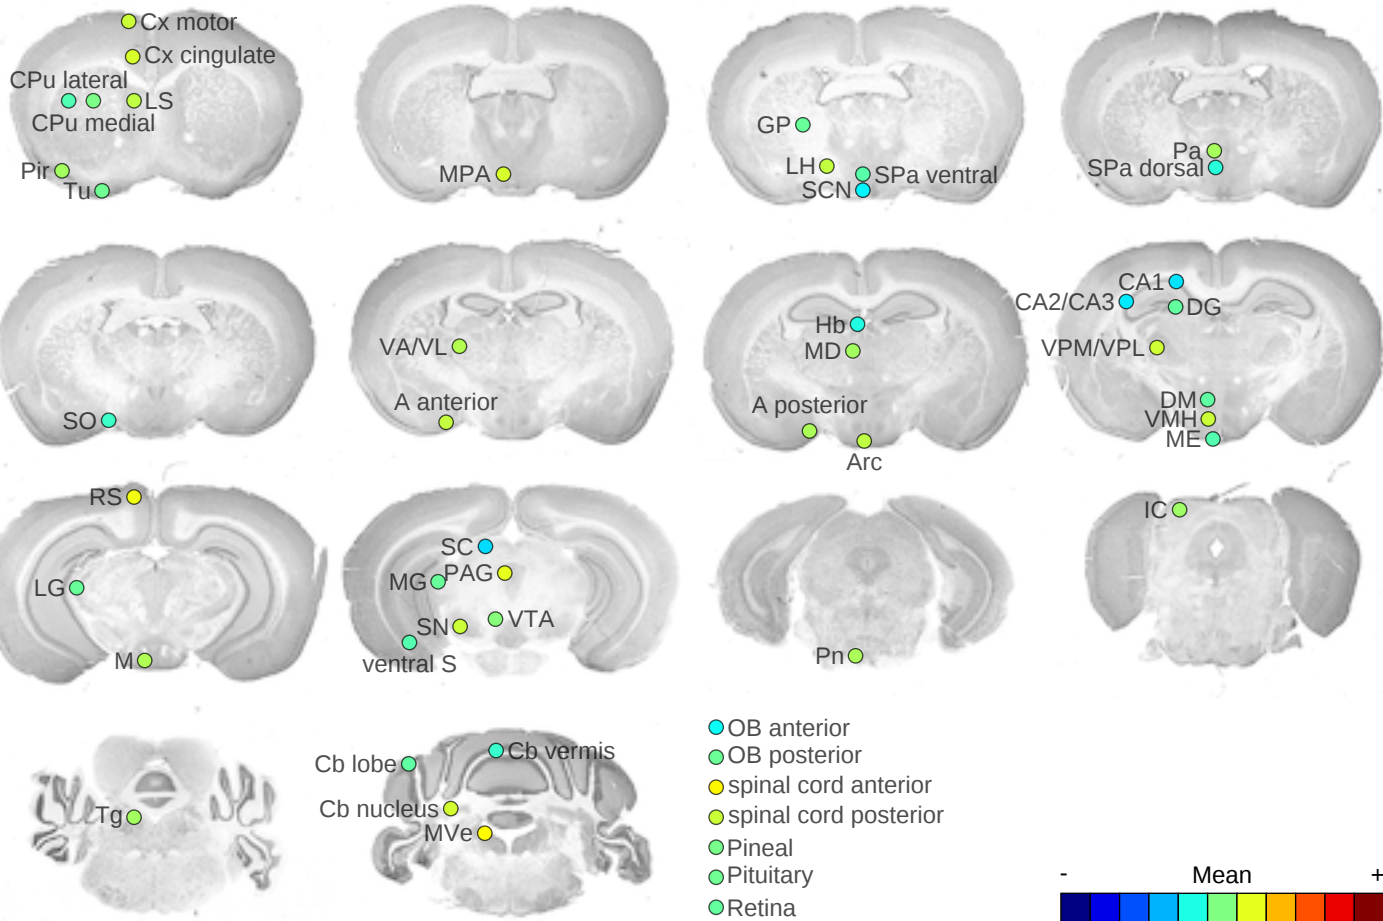 Cx motor
Cx cingulate
CPu lateral
LS
CPu medial
Pir
Tu
MPA
GP
LH
SPa ventral
SCN
Pa
SPa dorsal
SO
VA/VL
A anterior
Hb
MD
A posterior
Arc
CA1
CA2/CA3
DG
VPM/VPL
DM
VMH
ME
RS
LG
M
SC
PAG
MG
VTA
SN
ventral S
Pn
IC
Tg
Cb vermis
Cb lobe
Cb nucleus
MVe
OB anterior
OB posterior
spinal cord anterior
spinal cord posterior
Pineal
Pituitary
Retina
- Mean +